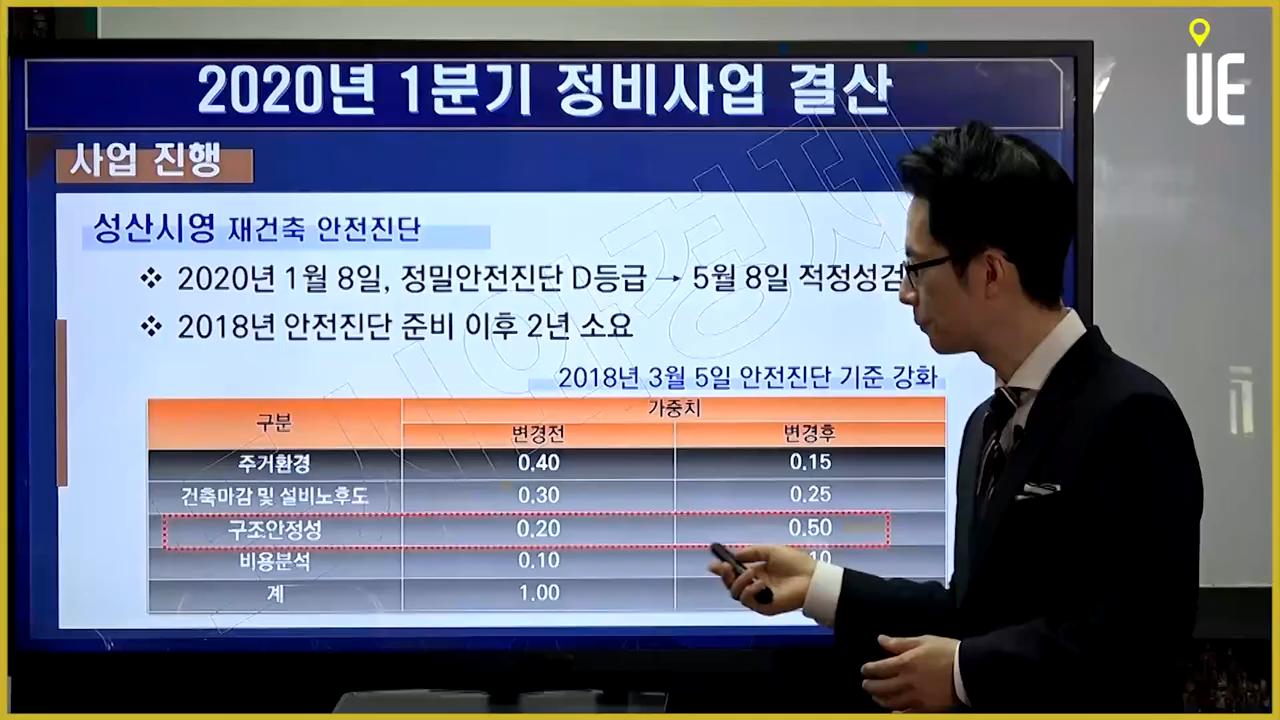 UE
2020년 1분기 정비사업 결산
사업 진행
성산시영 재건축 안전진단
❖ 2020년 1월 8일, 정밀안전진단 D등급 → 5월 8일 적정성검
❖ 2018년 안전진단 준비 이후 2년 소요
2018년 3월 5일 안전진단 기준 강화
구분 가중치
변경전 변경후
주거환경 0.40 0.15
건축마감 및 설비노후도 0.30 0.25
구조안정성 0.20 0.50
비용분석 0.10 10
계 1.00